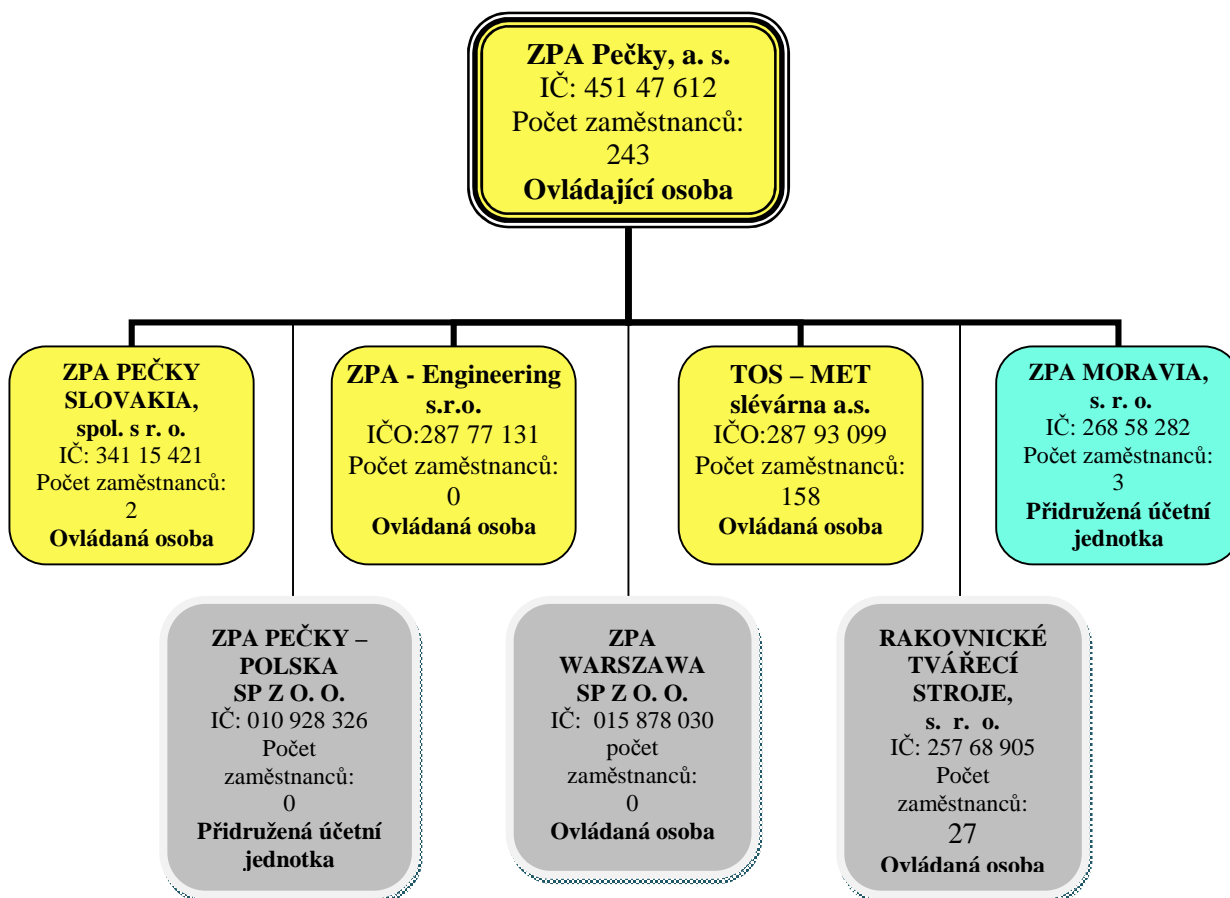 ZPA Pečky, a. s.
IČ: 451 47 612
Počet zaměstnanců:
243
Ovládající osoba
ZPA PEČKY
SLOVAKIA,
spol. s r. o.
IČ: 341 15 421
Počet zaměstnanců:
2
Ovládaná osoba
ZPA - Engineering
s.r.o.
IČO:287 77 131
Počet zaměstnanců:
0
Ovládaná osoba
TOS – MET
slévárna a.s.
IČO:287 93 099
Počet zaměstnanců:
158
Ovládaná osoba
ZPA MORAVIA,
s. r. o.
IČ: 268 58 282
Počet zaměstnanců:
3
Přidružená účetní
jednotka
ZPA PEČKY –
POLSKA
SP Z O. O.
IČ: 010 928 326
Počet
zaměstnanců:
0
Přidružená účetní
jednotka
ZPA
WARSZAWA
SP Z O. O.
IČ:  015 878 030
počet
zaměstnanců:
0
Ovládaná osoba
RAKOVNICKÉ
TVÁŘECÍ
STROJE,
s.  r.  o.
IČ: 257 68 905
Počet
zaměstnanců:
27
Ovládaná osoba